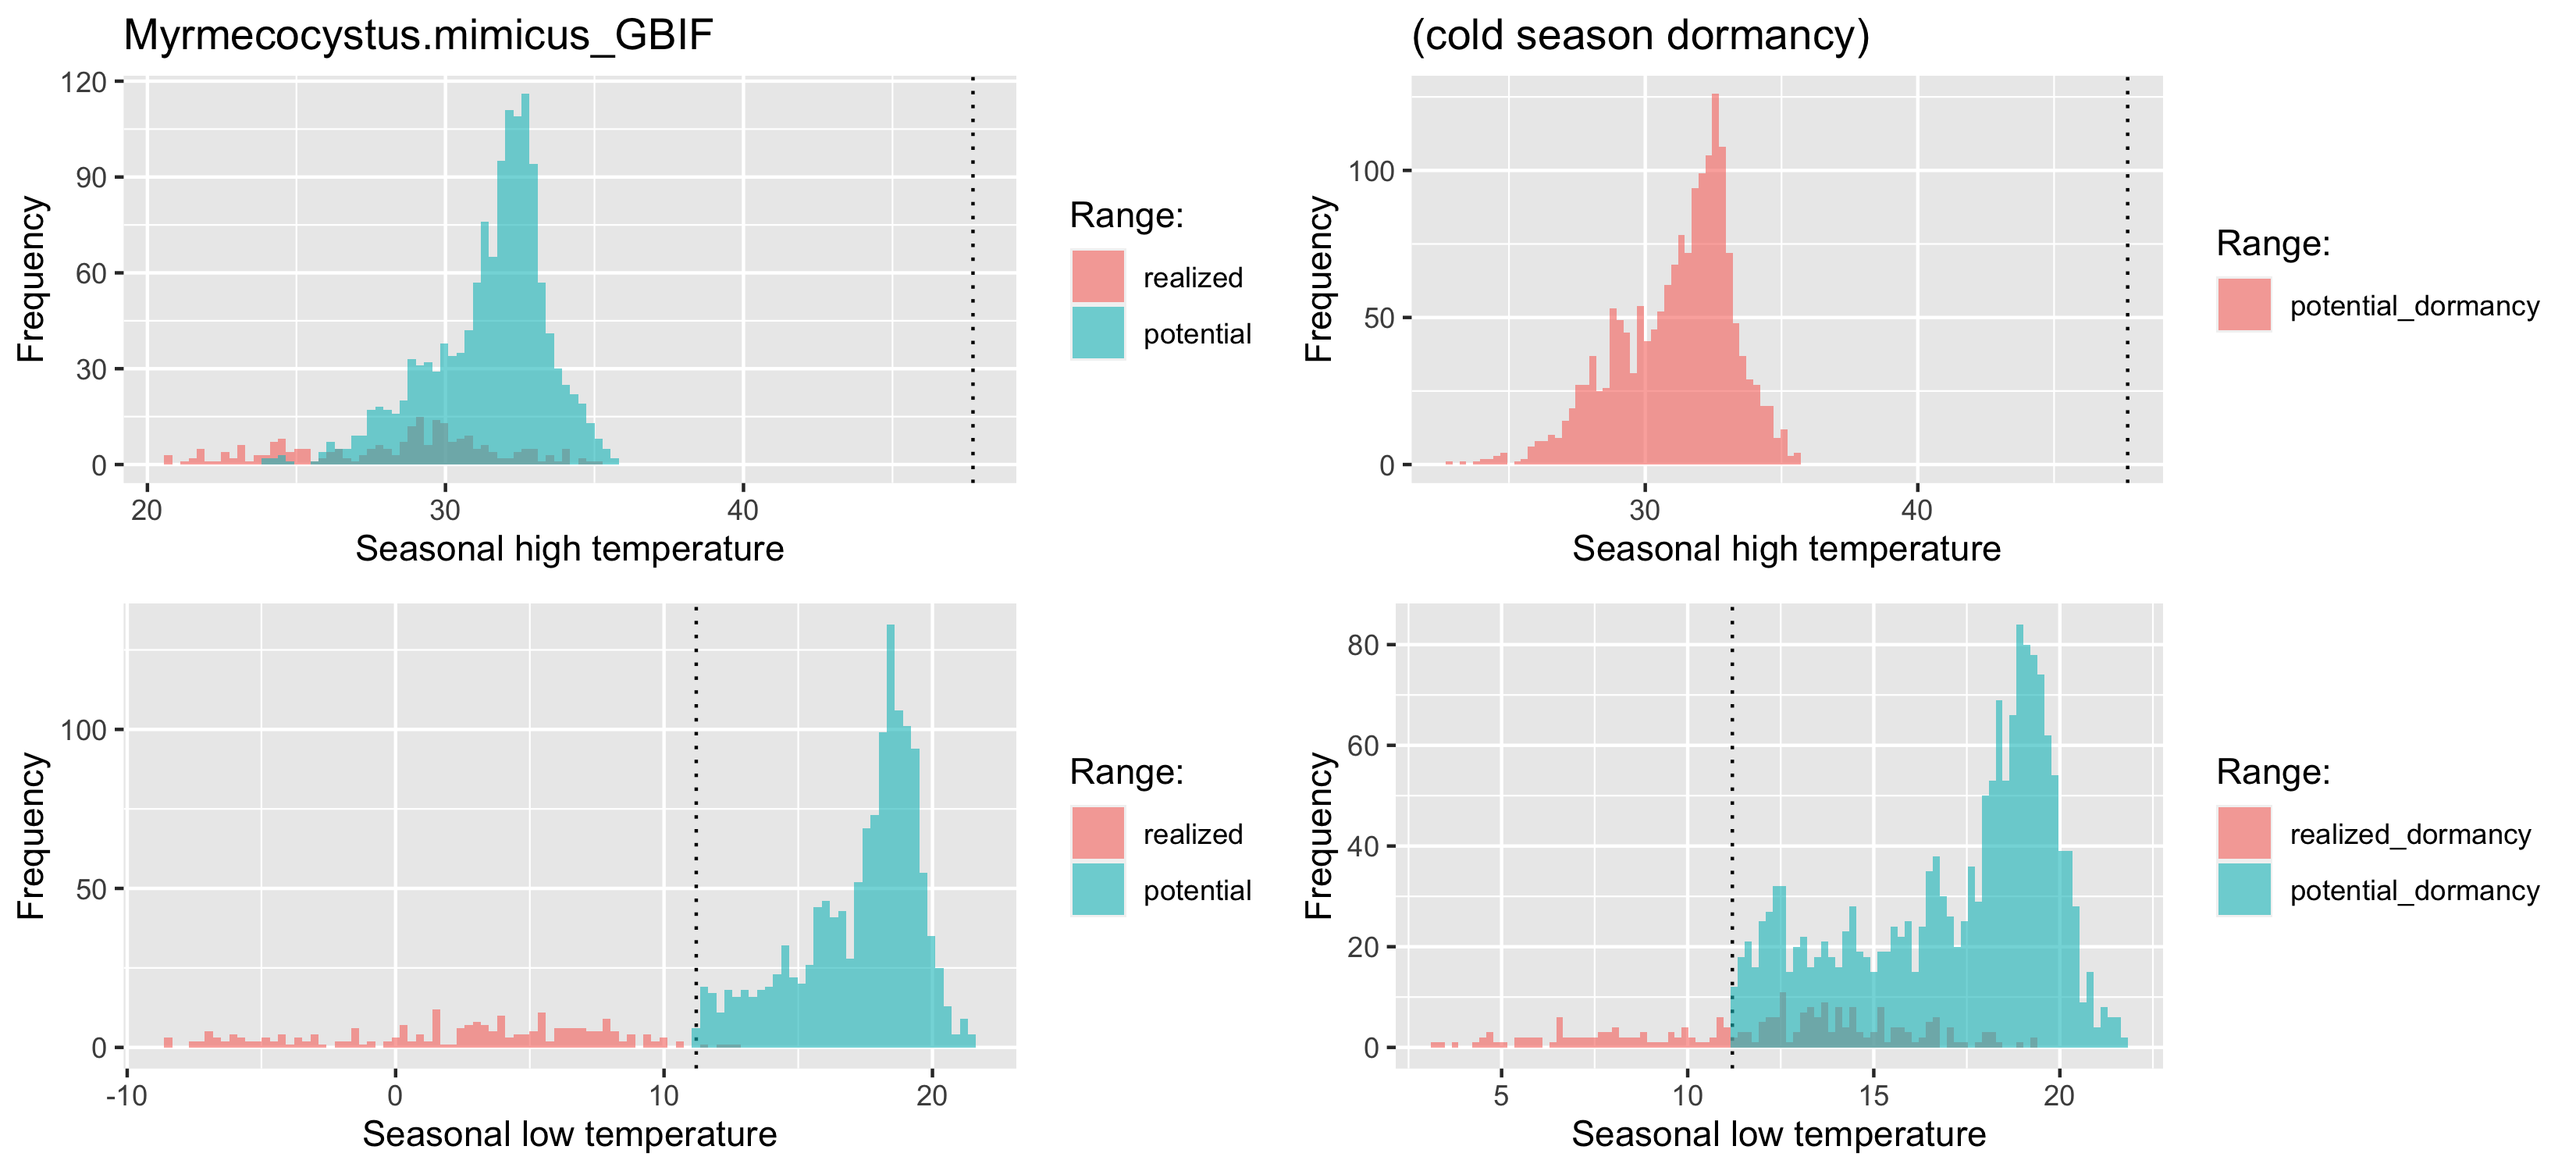 Myrmecocystus.mimicus_GBIF
120
90
60
30
0
Frequency
20
30
40
Seasonal high temperature
Range:
realized
potential
(cold season dormancy)
100
50
0
Frequency
30
40
Seasonal high temperature
Range:
potential_dormancy
100
50
0
Frequency
-10
0
10
20
Seasonal low temperature
Range:
realized
potential
80
60
40
20
0
Frequency
5
10
15
20
Seasonal low temperature
Range:
realized_dormancy
potential_dormancy